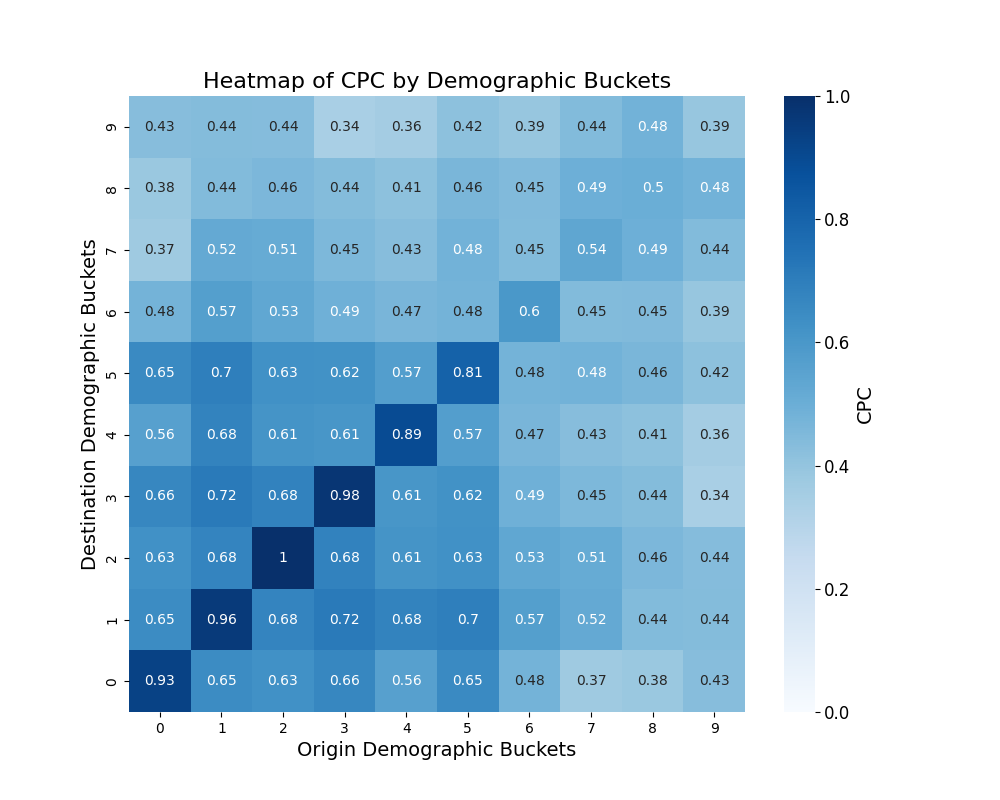 Heatmap of CPC by Demographic Buckets
Destination Demographic Buckets
9 0.43 0.44 0.44 0.34 0.36 0.42 0.39 0.44 0.48 0.39
8 0.38 0.44 0.46 0.44 0.41 0.46 0.45 0.49 0.5 0.48
7 0.37 0.52 0.51 0.45 0.43 0.48 0.45 0.54 0.49 0.44
6 0.48 0.57 0.53 0.49 0.47 0.48 0.6 0.45 0.45 0.39
5 0.65 0.7 0.63 0.62 0.57 0.81 0.48 0.48 0.46 0.42
4 0.56 0.68 0.61 0.61 0.89 0.57 0.47 0.43 0.41 0.36
3 0.66 0.72 0.68 0.98 0.61 0.62 0.49 0.45 0.44 0.34
2 0.63 0.68 1 0.68 0.61 0.63 0.53 0.51 0.46 0.44
1 0.65 0.96 0.68 0.72 0.68 0.7 0.57 0.52 0.44 0.44
0 0.93 0.65 0.63 0.66 0.56 0.65 0.48 0.37 0.38 0.43
0 1 2 3 4 5 6 7 8 9
Origin Demographic Buckets
1.0
0.8
0.6
0.4
0.2
0.0
CPC